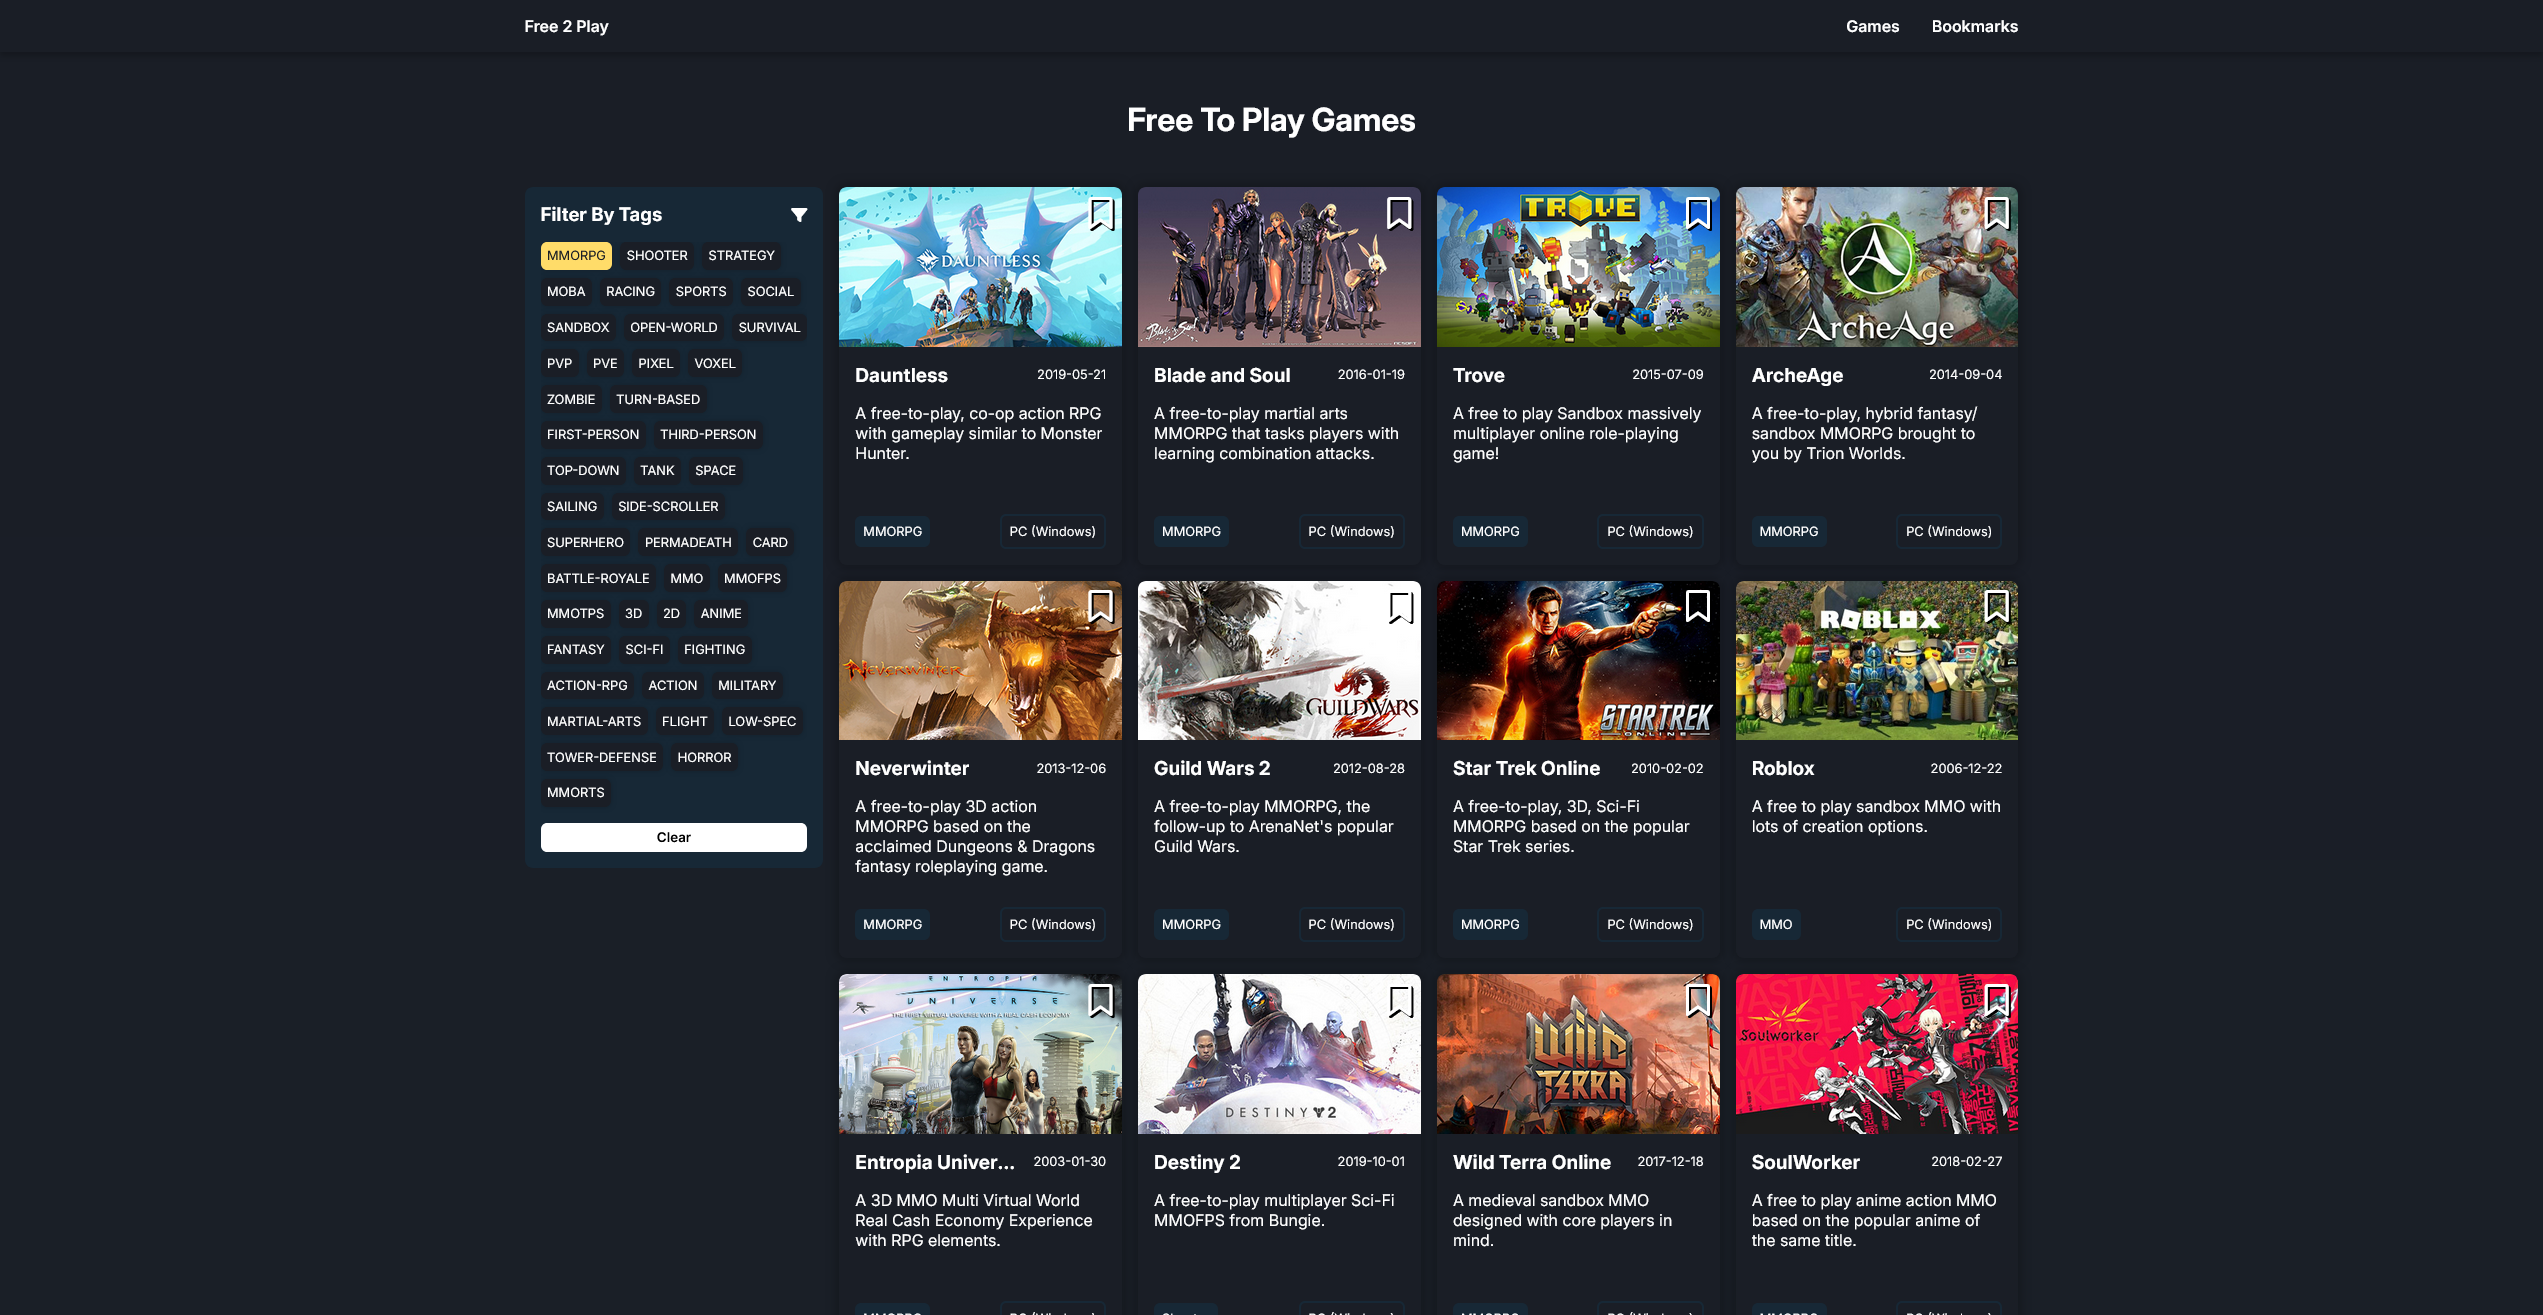 Free 2 Play
Games
Bookmarks
Free To Play Games
Filter By Tags
MMORPG SHOOTER STRATEGY
MOBA RACING SPORTS SOCIAL
SANDBOX OPEN-WORLD SURVIVAL
PVP PVE PIXEL VOXEL
ZOMBIE TURN-BASED
FIRST-PERSON THIRD-PERSON
TOP-DOWN TANK SPACE
SAILING SIDE-SCROLLER
SUPERHERO PERMADEATH CARD
BATTLE-ROYALE MMO MMOFPS
MMOTPS 3D 2D ANIME
FANTASY SCI-FI FIGHTING
ACTION-RPG ACTION MILITARY
MARTIAL-ARTS FLIGHT LOW-SPEC
TOWER-DEFENSE HORROR
MMORTS
Clear
DAUNTLESS
Dauntless 2019-05-21
A free-to-play, co-op action RPG
with gameplay similar to Monster
Hunter.
MMORPG PC (Windows)
Blade & Soul
Blade and Soul 2016-01-19
A free-to-play martial arts
MMORPG that tasks players with
learning combination attacks.
MMORPG PC (Windows)
TROVE
Trove 2015-07-09
A free to play Sandbox massively
multiplayer online role-playing
game!
MMORPG PC (Windows)
ArcheAge
ArcheAge 2014-09-04
A free-to-play, hybrid fantasy/
sandbox MMORPG brought to
you by Trion Worlds.
MMORPG PC (Windows)
NEVERWINTER
Neverwinter 2013-12-06
A free-to-play 3D action
MMORPG based on the
acclaimed Dungeons & Dragons
fantasy roleplaying game.
MMORPG PC (Windows)
GUILD WARS 2
Guild Wars 2 2012-08-28
A free-to-play MMORPG, the
follow-up to ArenaNet's popular
Guild Wars.
MMORPG PC (Windows)
STAR TREK
ONLINE
Star Trek Online 2010-02-02
A free-to-play, 3D, Sci-Fi
MMORPG based on the popular
Star Trek series.
MMORPG PC (Windows)
ROBLOX
Roblox 2006-12-22
A free to play sandbox MMO with
lots of creation options.
MMO PC (Windows)
ENTROPIA
UNIVERSE
THE FIRST VIRTUAL UNIVERSE WITH A REAL CASH ECONOMY
Entropia Univer... 2003-01-30
A 3D MMO Multi Virtual World
Real Cash Economy Experience
with RPG elements.
DESTINY 2
Destiny 2 2019-10-01
A free-to-play multiplayer Sci-Fi
MMOFPS from Bungie.
WILD
TERRA
Wild Terra Online 2017-12-18
A medieval sandbox MMO
designed with core players in
mind.
Soulworker
SoulWorker 2018-02-27
A free to play anime action MMO
based on the popular anime of
the same title.